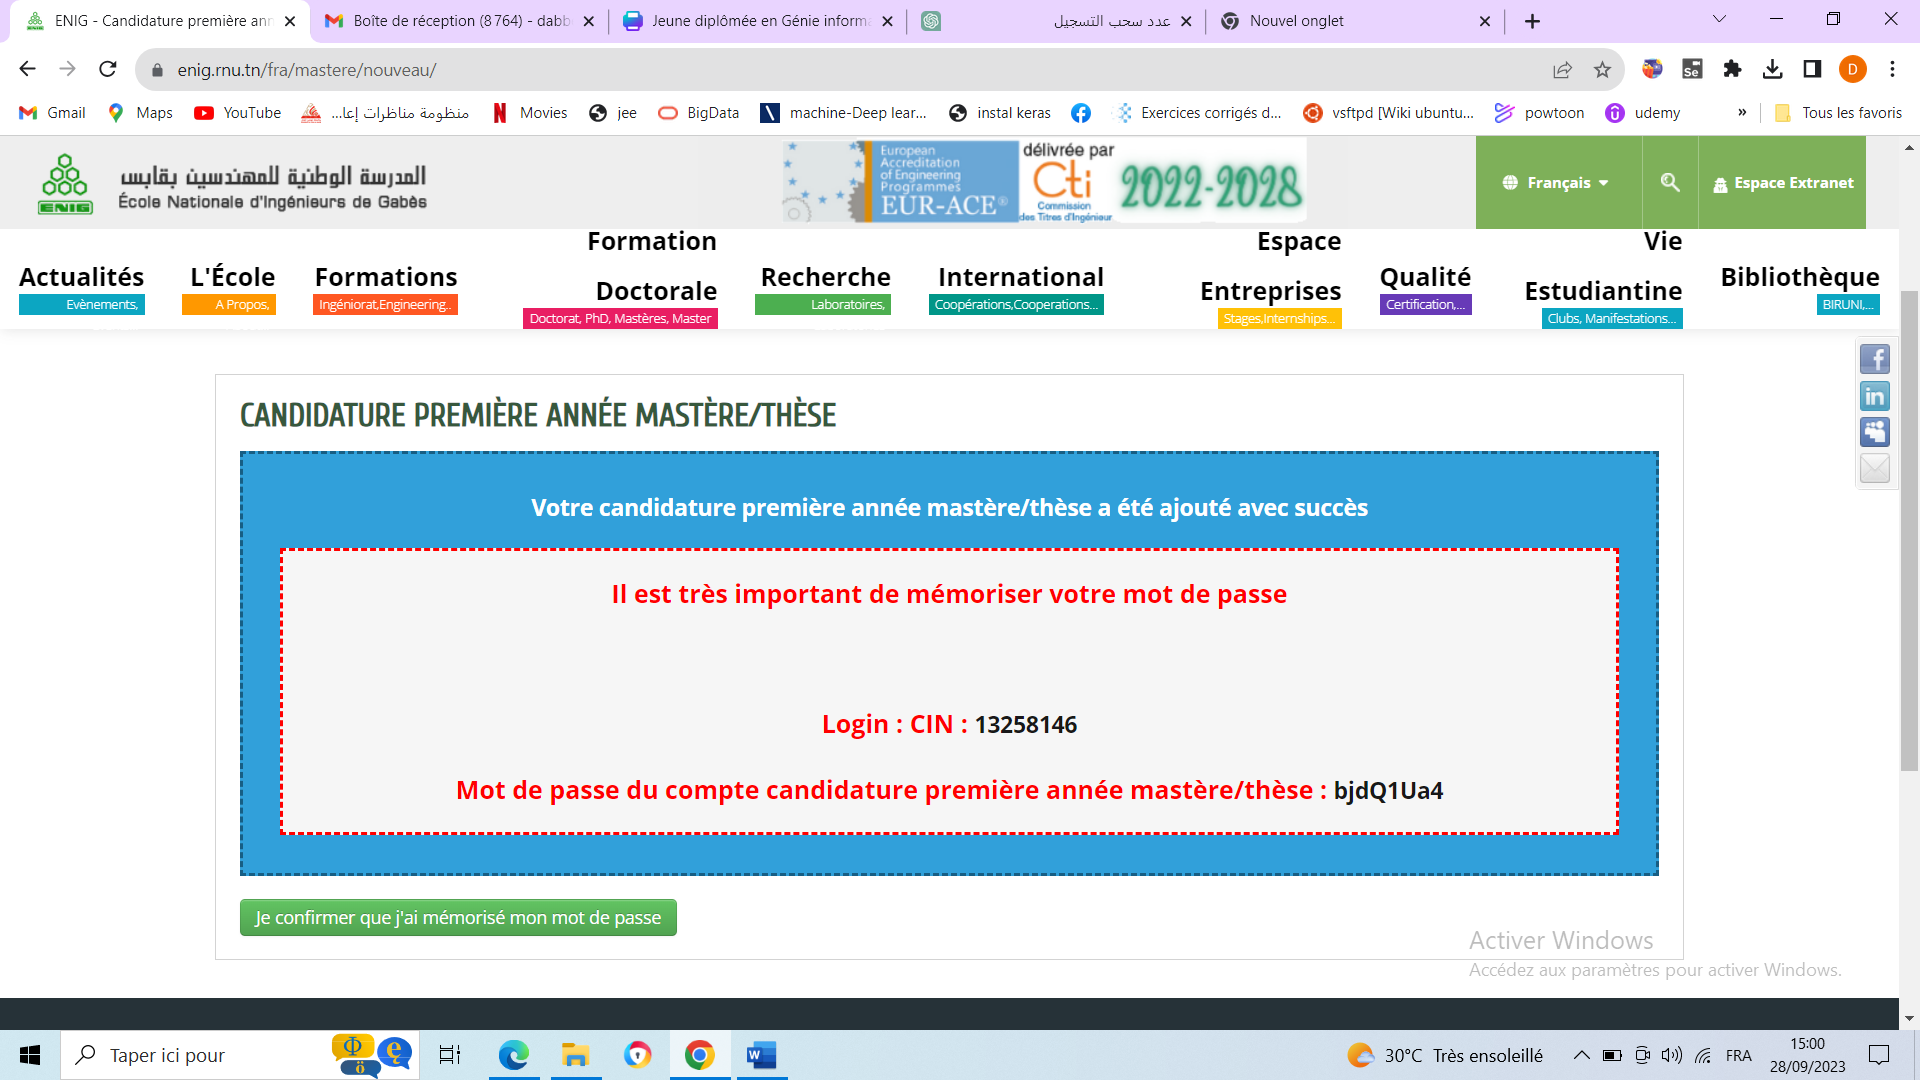 ENIG - Candidature première ann
Boîte de réception (8 764) - dabb
Jeune diplômée en Génie informa
عدد سحب التسجيل
Nouvel onglet
enig.rnu.tn/fra/mastere/nouveau/
Se
D
Gmail
Maps
YouTube
منظومة مناظرات إعا...
Movies
jee
BigData
machine-Deep lear...
instal keras
Exercices corrigés d...
vsftpd [Wiki ubuntu...
powtoon
udemy
»
Tous les favoris
ENIG
المدرسة الوطنية للمهندسين بقابس
École Nationale d'Ingénieurs de Gabès
European
Accreditation
of Engineering
Programmes
EUR-ACE®
délivrée par
Cti
Commission
des Titres d'Ingénieur
2022-2028
Français
Espace Extranet
Actualités
Evènements,
L'École
A Propos,
Formations
Ingéniorat,Engineering..
Formation
Doctorale
Doctorat, PhD, Mastères, Master
Recherche
Laboratoires,
International
Coopérations,Cooperations...
Espace
Entreprises
Stages,Internships...
Qualité
Certification,...
Vie
Estudiantine
Clubs, Manifestations...
Bibliothèque
BIRUNI,...
CANDIDATURE PREMIÈRE ANNÉE MASTÈRE/THÈSE
Votre candidature première année mastère/thèse a été ajouté avec succès
Il est très important de mémoriser votre mot de passe
Login : CIN : 13258146
Mot de passe du compte candidature première année mastère/thèse : bjdQ1Ua4
Je confirmer que j'ai mémorisé mon mot de passe
Activer Windows
Accédez aux paramètres pour activer Windows.
Taper ici pour
30°C Très ensoleillé
FRA
15:00
28/09/2023